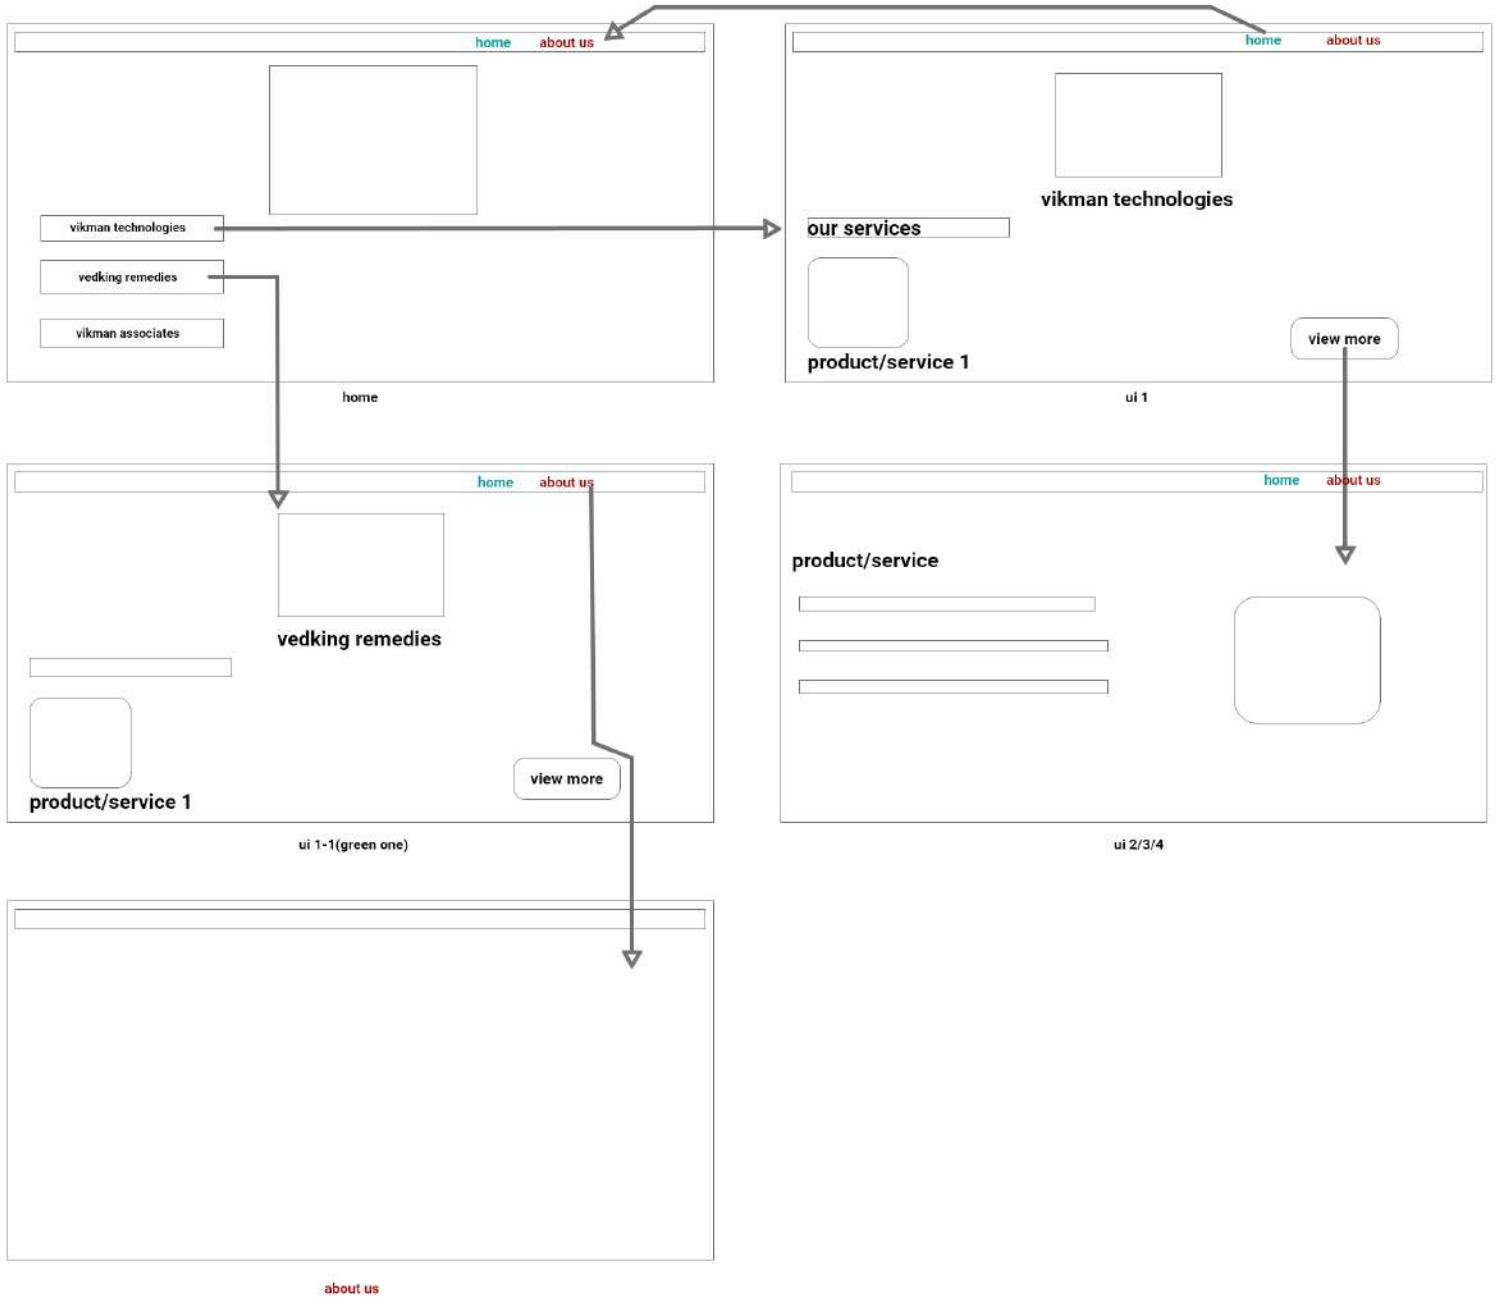 home about us
vikman technologies
vedking remedies
vikman associates
home
home about us
vikman technologies
our services
product/service 1
view more
ui 1
home about us
vedking remedies
product/service 1
view more
ui 1-1(green one)
home about us
product/service
ui 2/3/4
about us